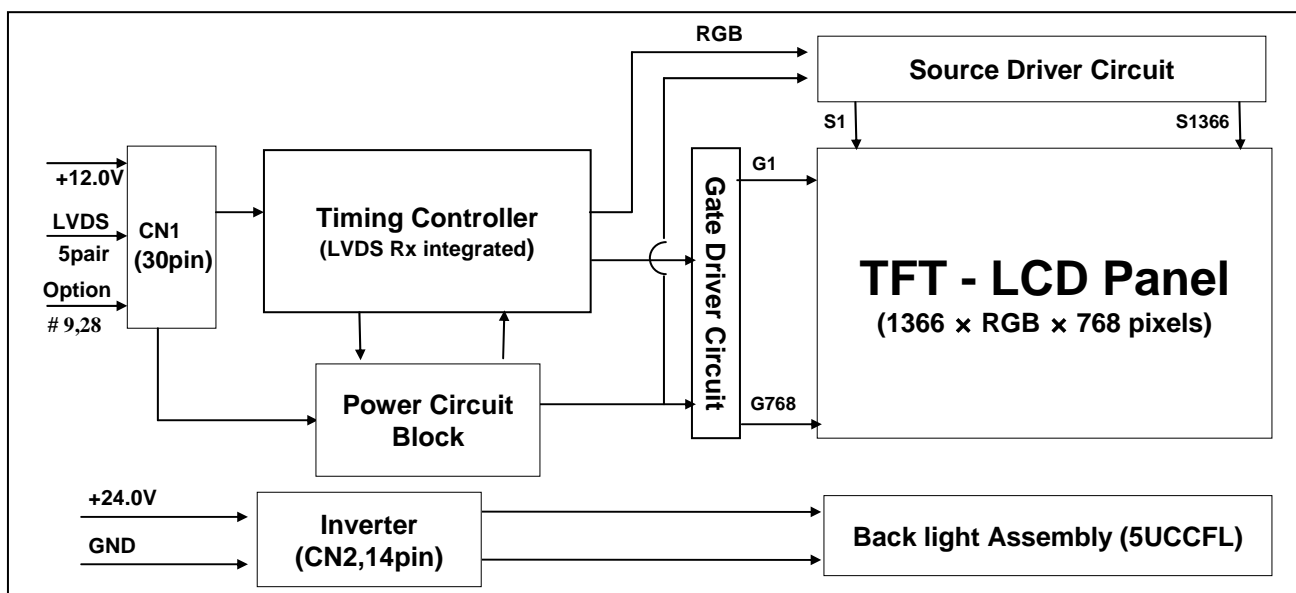 RGB
Source Driver Circuit
S1
S1366
+12.0V
LVDS
5pair
Option
# 9,28
CN1
(30pin)
Timing Controller
(LVDS Rx integrated)
Gate Driver Circuit
G1
G768
TFT - LCD Panel
(1366 × RGB × 768 pixels)
Power Circuit
Block
+24.0V
GND
Inverter
(CN2,14pin)
Back light Assembly (5UCCFL)